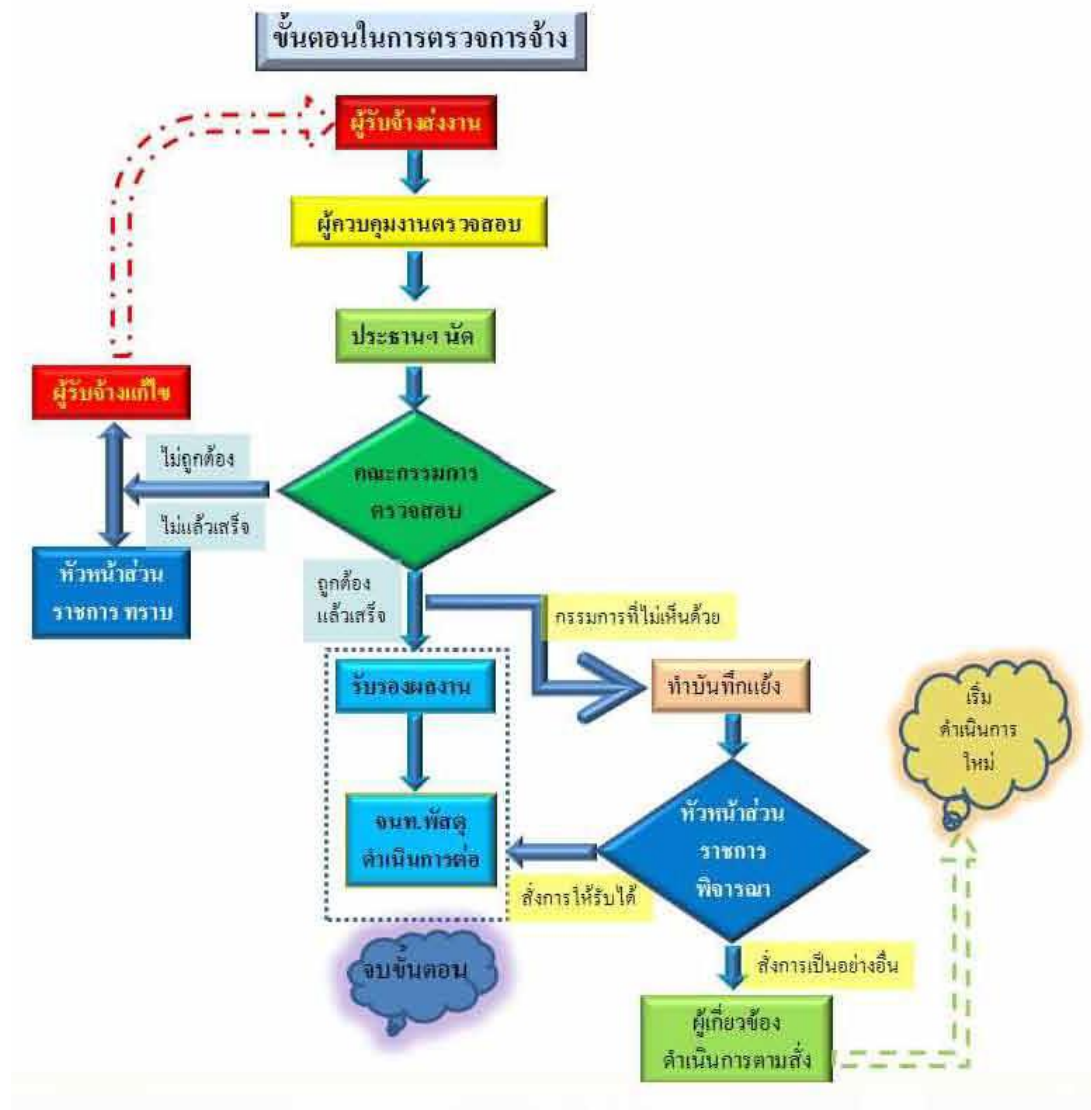 ขั้นตอนในการตรวจการจ้าง
ผู้รับจ้างส่งงาน
ผู้ควบคุมงานตรวจสอบ
ประธานฯ นัด
ผู้รับจ้างแก้ไข
ไม่ถูกต้อง
คณะกรรมการ
ตรวจสอบ
ไม่แล้วเสร็จ
หัวหน้าส่วน
ราชการ ทราบ
ถูกต้อง
แล้วเสร็จ
กรรมการที่ไม่เห็นด้วย
รับรองผลงาน
ทำบันทึกแย้ง
เริ่ม
ดำเนินการ
ใหม่
จนท.พัสดุ
ดำเนินการต่อ
หัวหน้าส่วน
ราชการ
พิจารณา
สั่งการให้รับได้
จบขั้นตอน
สั่งการเป็นอย่างอื่น
ผู้เกี่ยวข้อง
ดำเนินการตามสั่ง